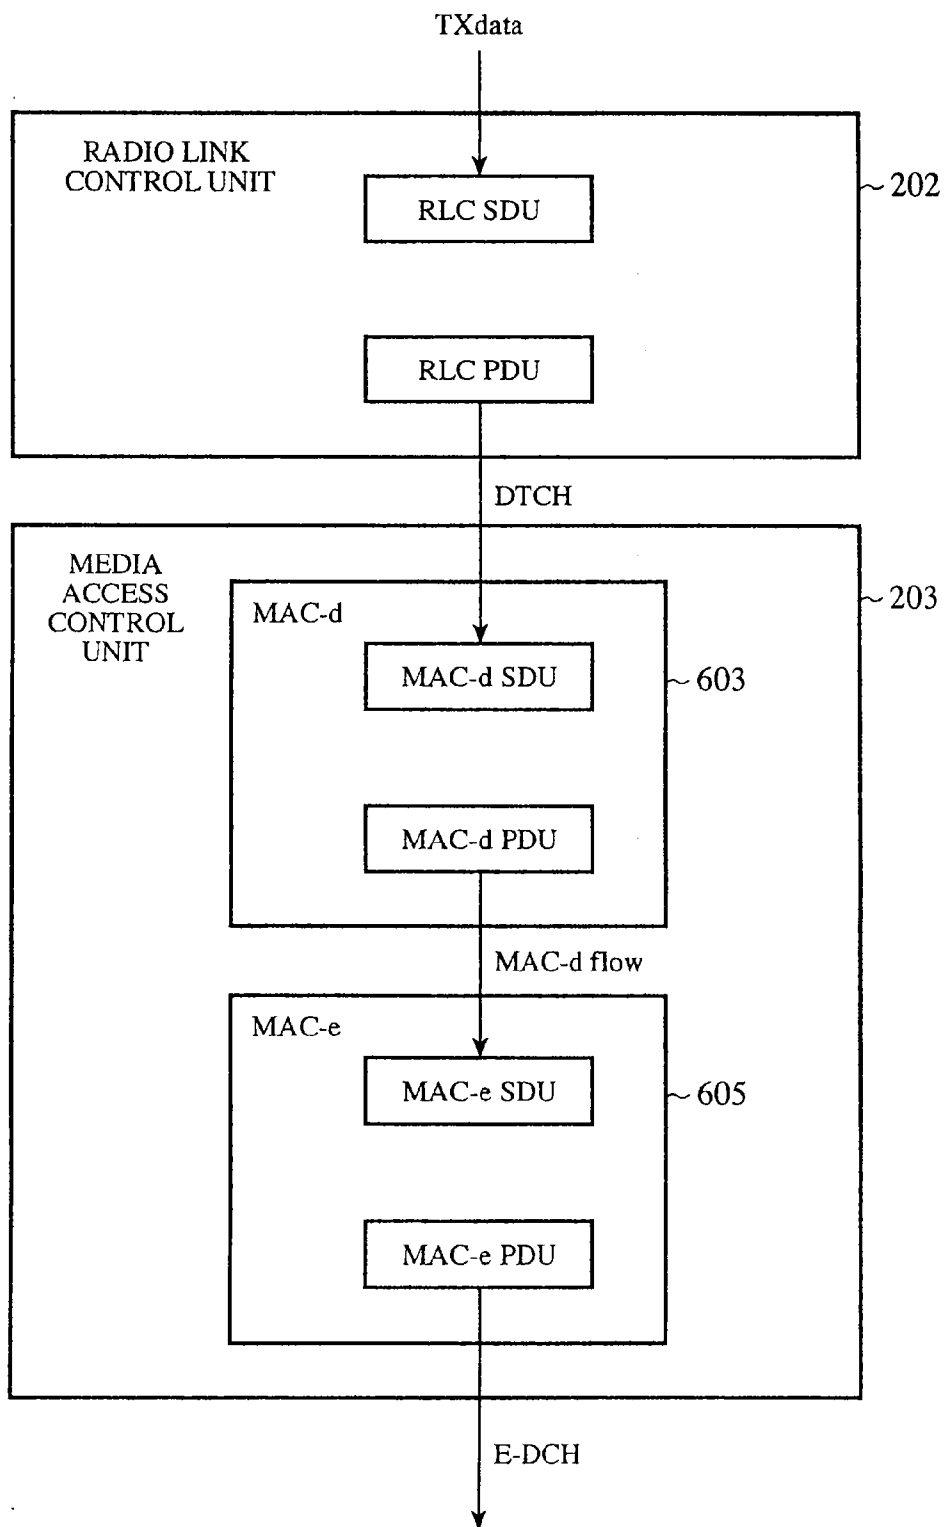 TXdata
RADIO LINK
CONTROL UNIT
202
RLC SDU
RLC PDU
DTCH
MEDIA
ACCESS
CONTROL
UNIT
203
MAC-d
MAC-d SDU
603
MAC-d PDU
MAC-d flow
MAC-e
MAC-e SDU
605
MAC-e PDU
E-DCH